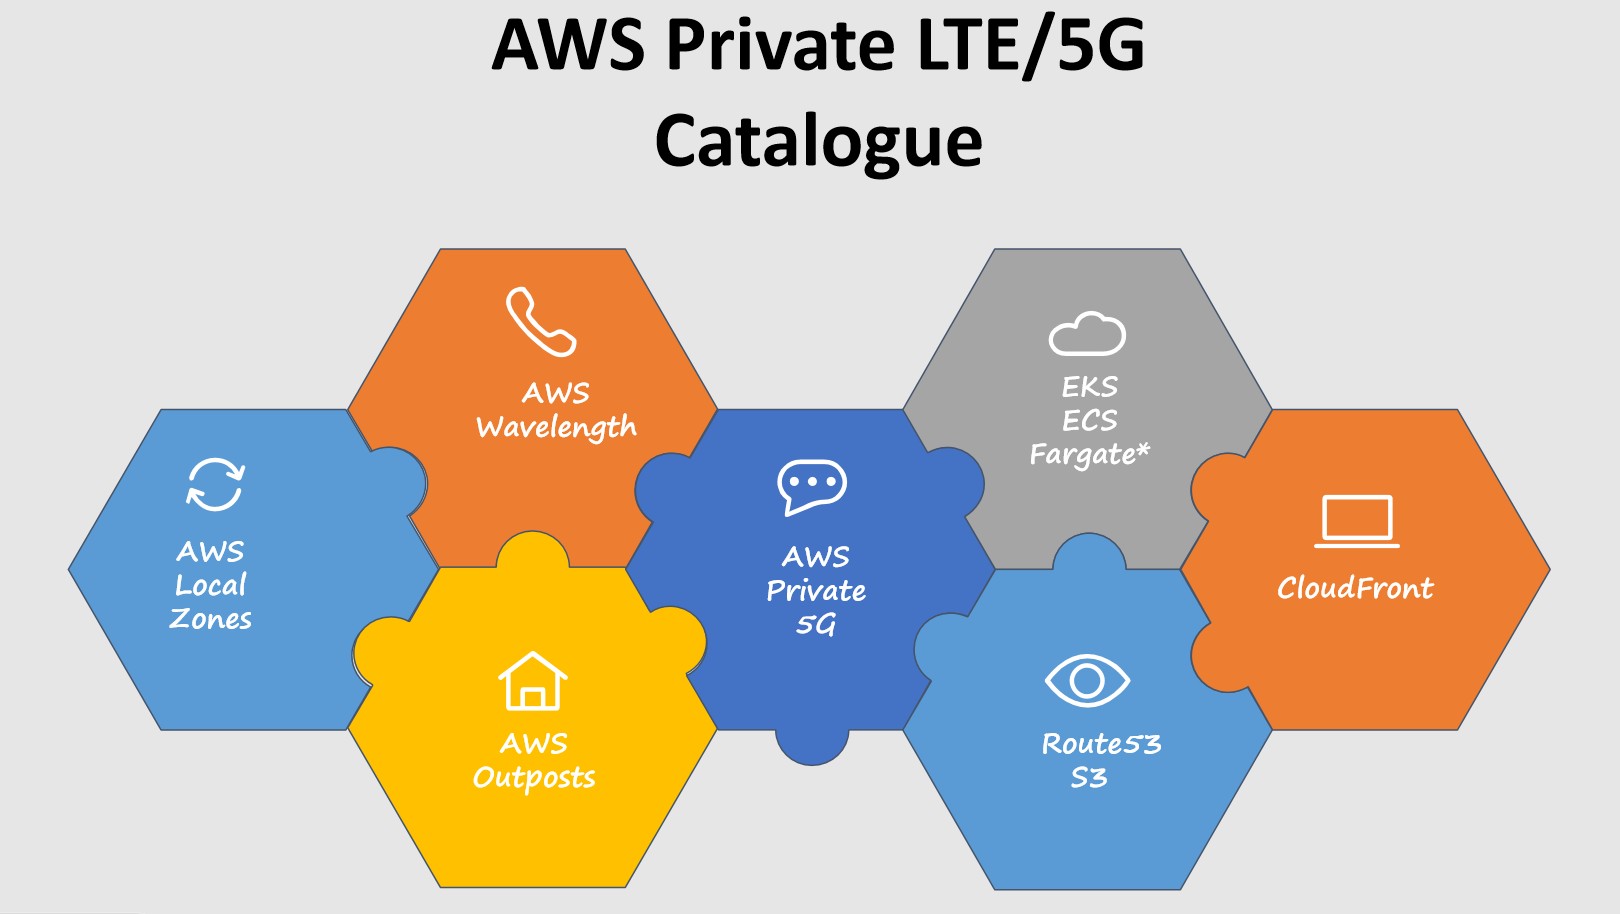 AWS Private LTE/5G
Catalogue
AWS
Wavelength
EKS
ECS
Fargate*
AWS
Local
Zones
AWS
Private
5G
CloudFront
AWS
Outposts
Route53
S3